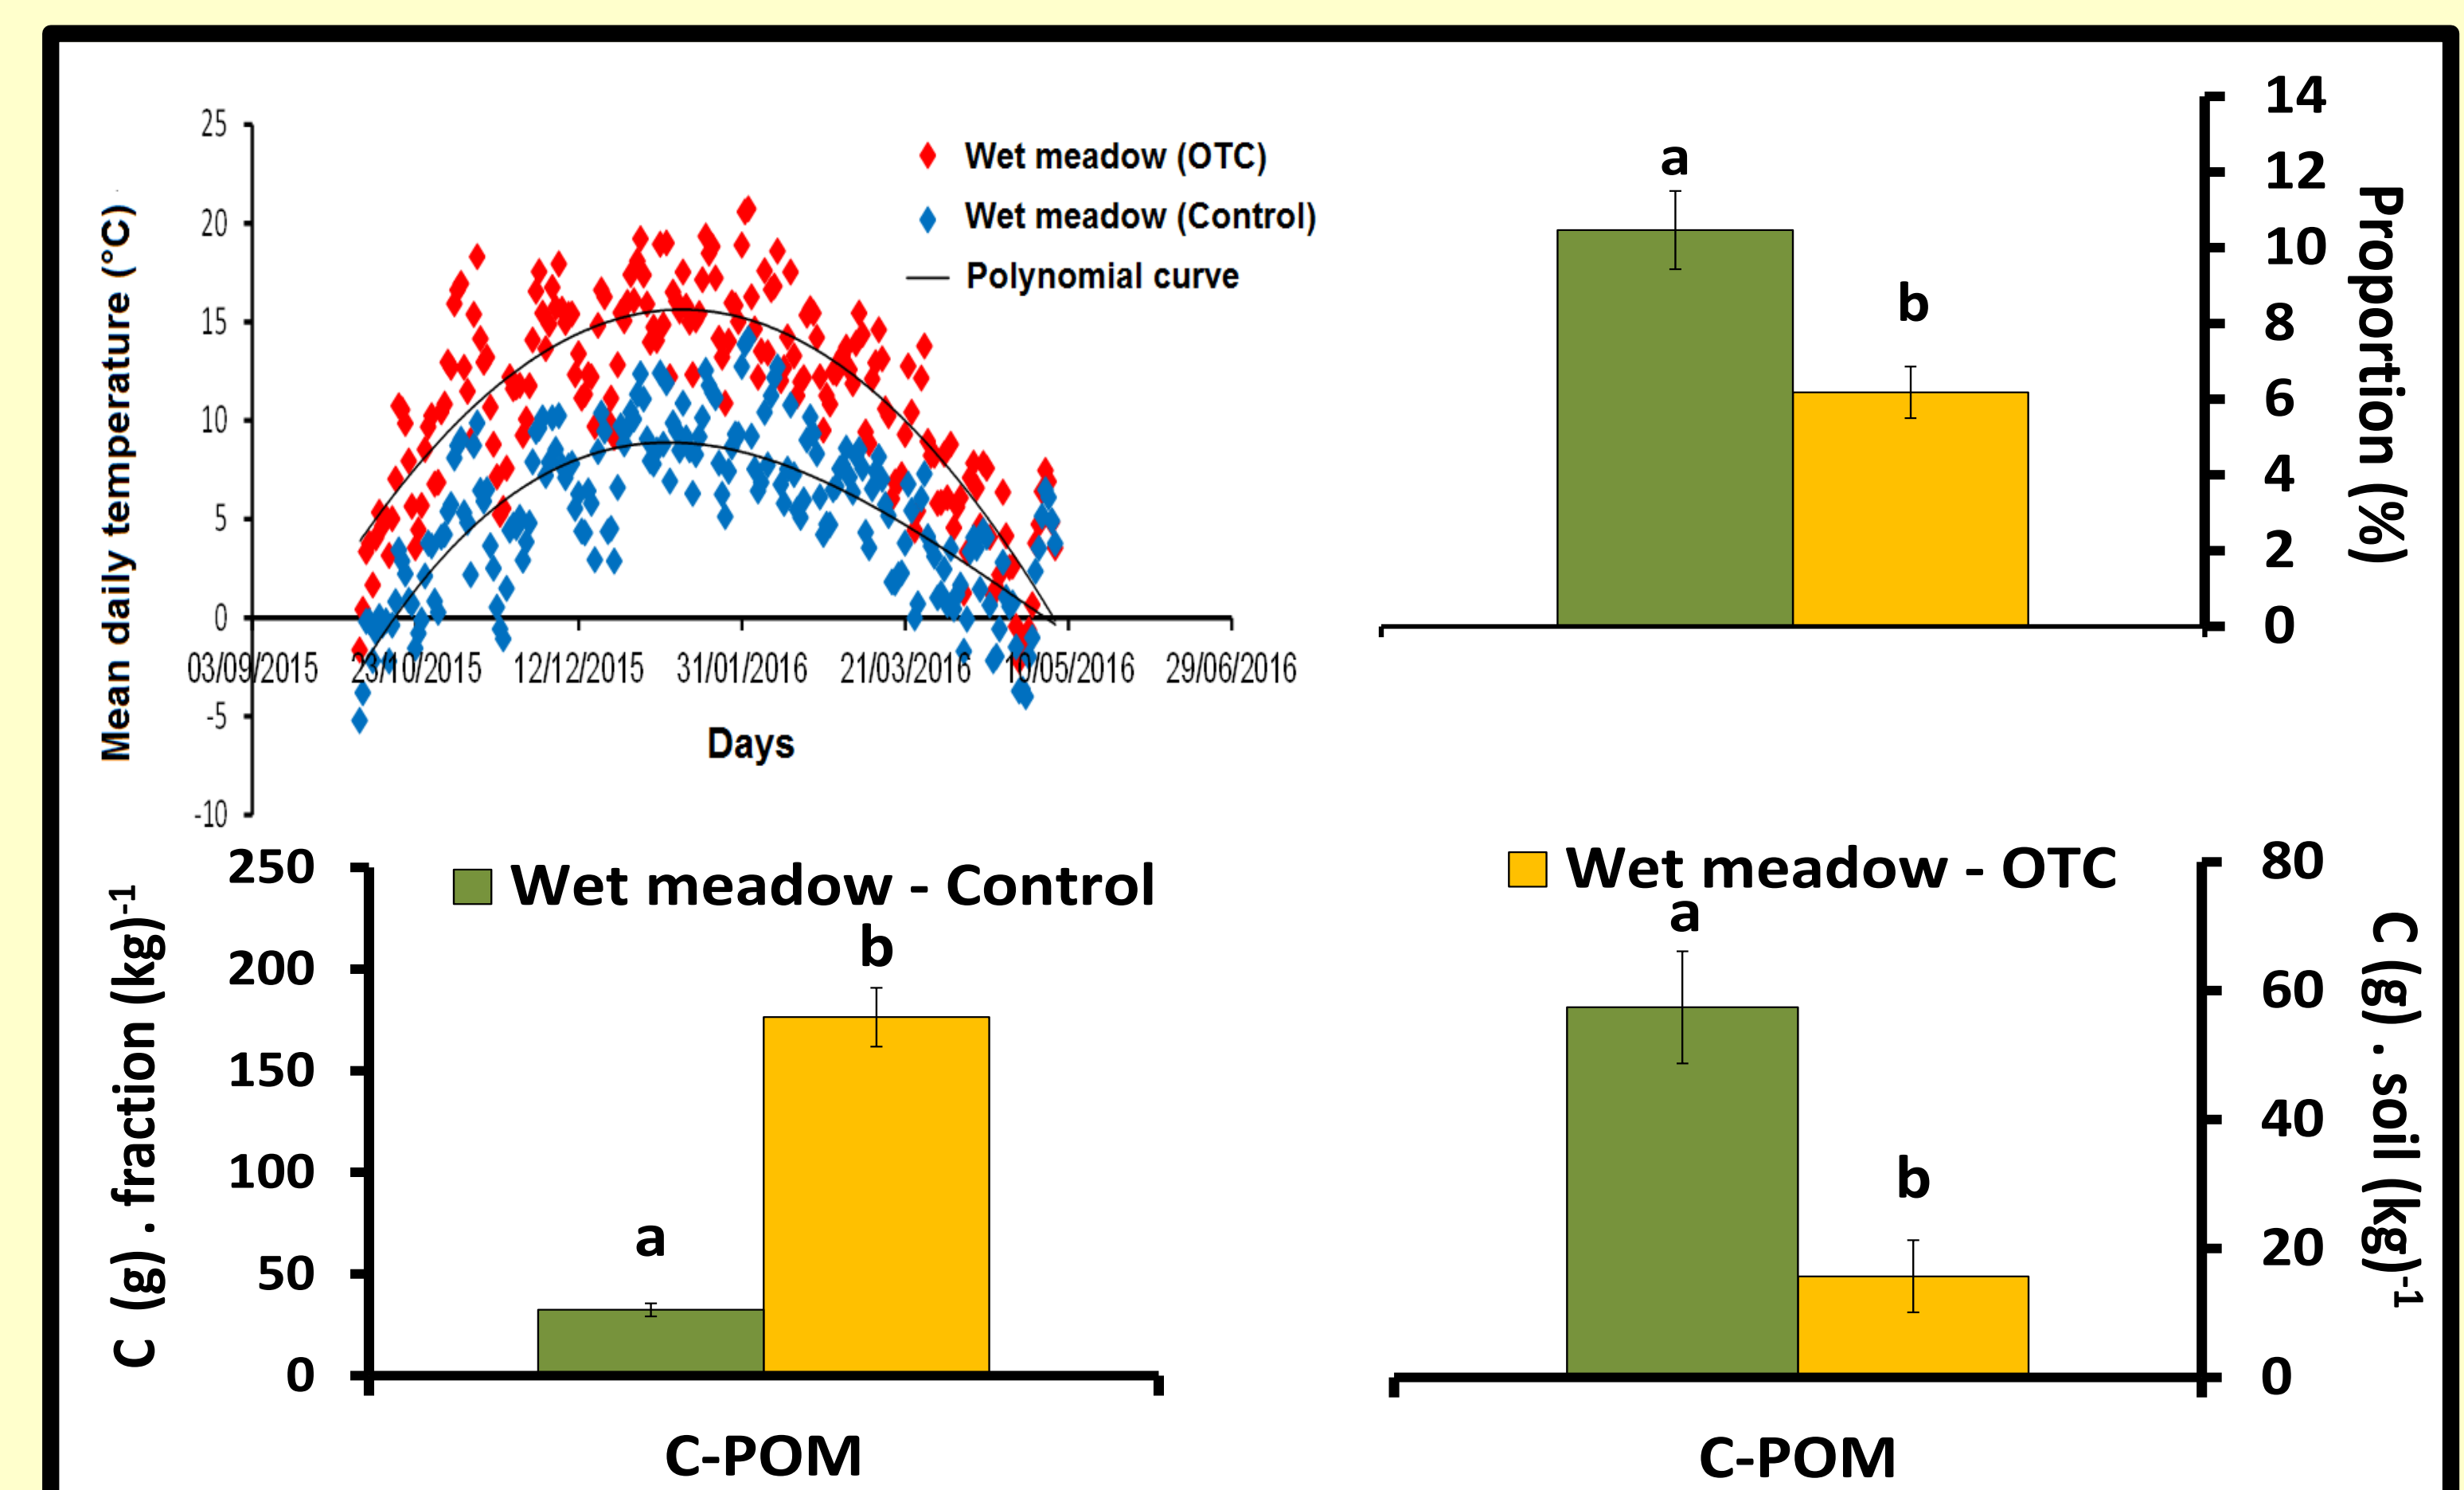 Mean daily temperature (°C)
25
20
15
10
5
0
-5
-10
Wet meadow (OTC)
Wet meadow (Control)
Polynomial curve
03/09/2015 23/10/2015 12/12/2015 31/01/2016 21/03/2016 10/05/2016 29/06/2016
Days
a
b
14
12
10
8
6
4
2
0
Proportion (%)
C (g) . fraction (kg)-1
250
200
150
100
50
0
Wet meadow - Control
a
b
C-POM
Wet meadow - OTC
a
b
80
60
40
20
0
C (g) . soil (kg)-1
C-POM